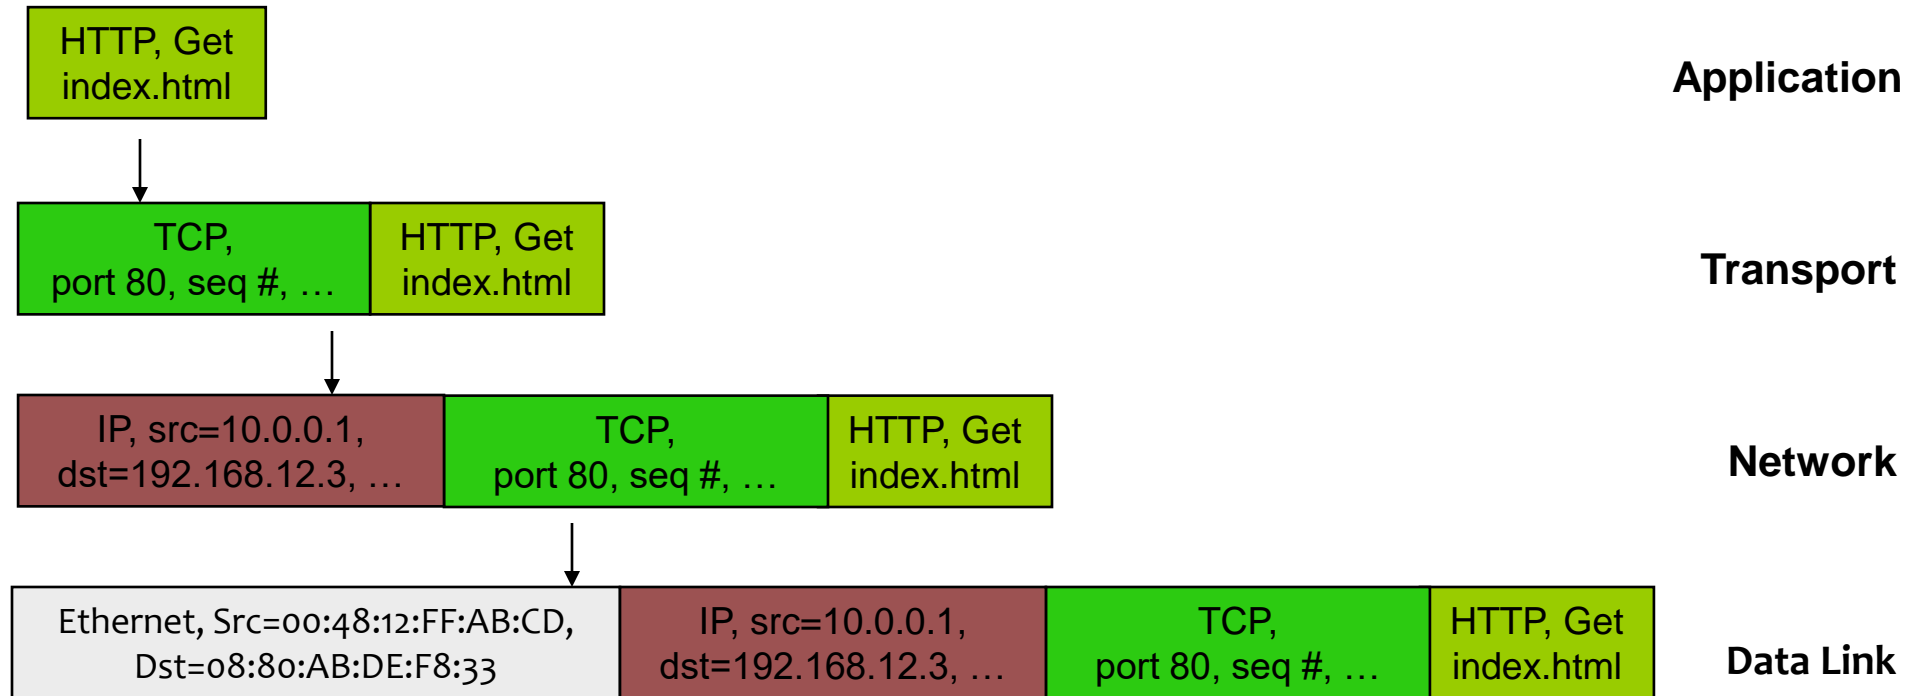 HTTP, Get
index.html
Application
TCP,
port 80, seq #, …
HTTP, Get
index.html
Transport
IP, src=10.0.0.1,
dst=192.168.12.3, …
TCP,
port 80, seq #, …
HTTP, Get
index.html
Network
Ethernet, Src=00:48:12:FF:AB:CD,
Dst=08:80:AB:DE:F8:33
IP, src=10.0.0.1,
dst=192.168.12.3, …
TCP,
port 80, seq #, …
HTTP, Get
index.html
Data Link